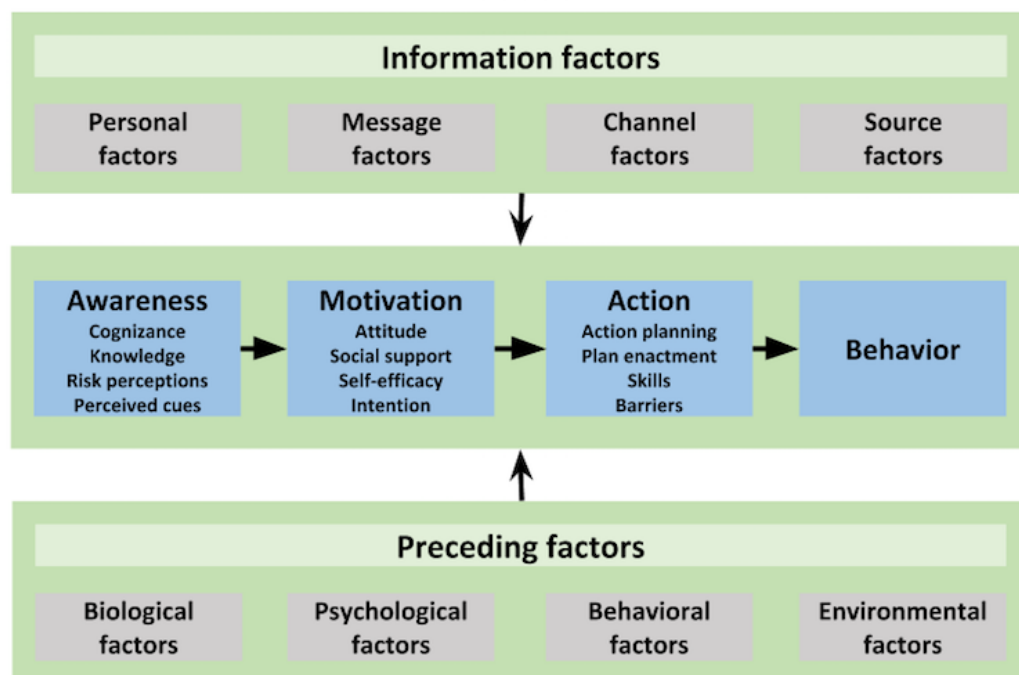 Information factors
Personal
factors
Message
factors
Channel
factors
Source
factors
Awareness
Cognizance
Knowledge
Risk perceptions
Perceived cues
Motivation
Attitude
Social support
Self-efficacy
Intention
Action
Action planning
Plan enactment
Skills
Barriers
Behavior
Preceding factors
Biological
factors
Psychological
factors
Behavioral
factors
Environmental
factors